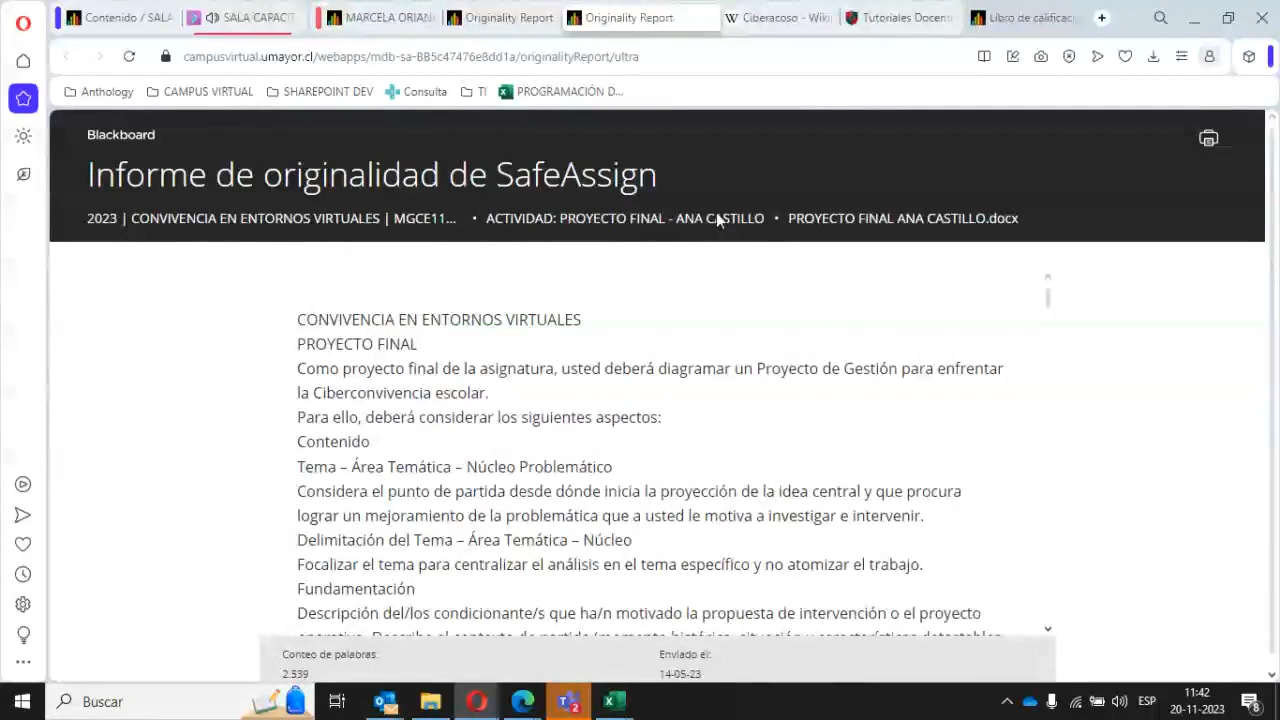 Contenido / SALA
SALA CAPACIT
MARCELA ORIAN
Originality Report
Originality Report
Ciberacoso - Wiki
Tutoriales Docent
Libro de calificac
campusvirtual.umayor.cl/webapps/mdb-sa-BB5c47476e8dd1a/originalityReport/ultra
Anthology
CAMPUS VIRTUAL
SHAREPOINT DEV
Consulta
TI
PROGRAMACIÓN D...
Blackboard
Informe de originalidad de SafeAssign
2023 | CONVIVENCIA EN ENTORNOS VIRTUALES | MGCE11... • ACTIVIDAD: PROYECTO FINAL - ANA CASTILLO • PROYECTO FINAL ANA CASTILLO.docx
CONVIVENCIA EN ENTORNOS VIRTUALES
PROYECTO FINAL
Como proyecto final de la asignatura, usted deberá diagramar un Proyecto de Gestión para enfrentar
la Ciberconvivencia escolar.
Para ello, deberá considerar los siguientes aspectos:
Contenido
Tema – Área Temática – Núcleo Problemático
Considera el punto de partida desde dónde inicia la proyección de la idea central y que procura
lograr un mejoramiento de la problemática que a usted le motiva a investigar e intervenir.
Delimitación del Tema – Área Temática – Núcleo
Focalizar el tema para centralizar el análisis en el tema específico y no atomizar el trabajo.
Fundamentación
Descripción del/los condicionante/s que ha/n motivado la propuesta de intervención o el proyecto
Conteo de palabras:
2.539
Enviado el:
14-05-23
Buscar
ESP
11:42
20-11-2023
8